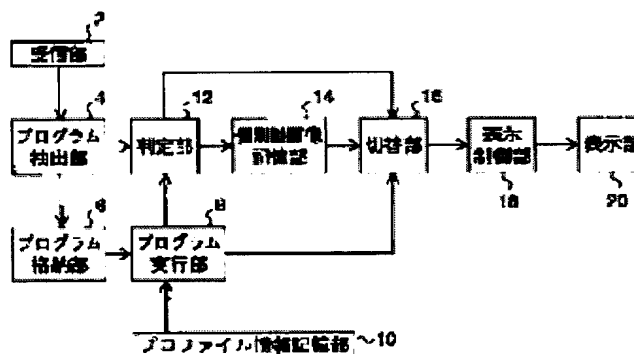 2
受信部
4
プログラム
抽出部
12
判定部
14
記憶部
16
切替部
表示
制御部
18
表示部
20
6
プログラム
格納部
8
プログラム
実行部
プロファイル情報記憶部
10